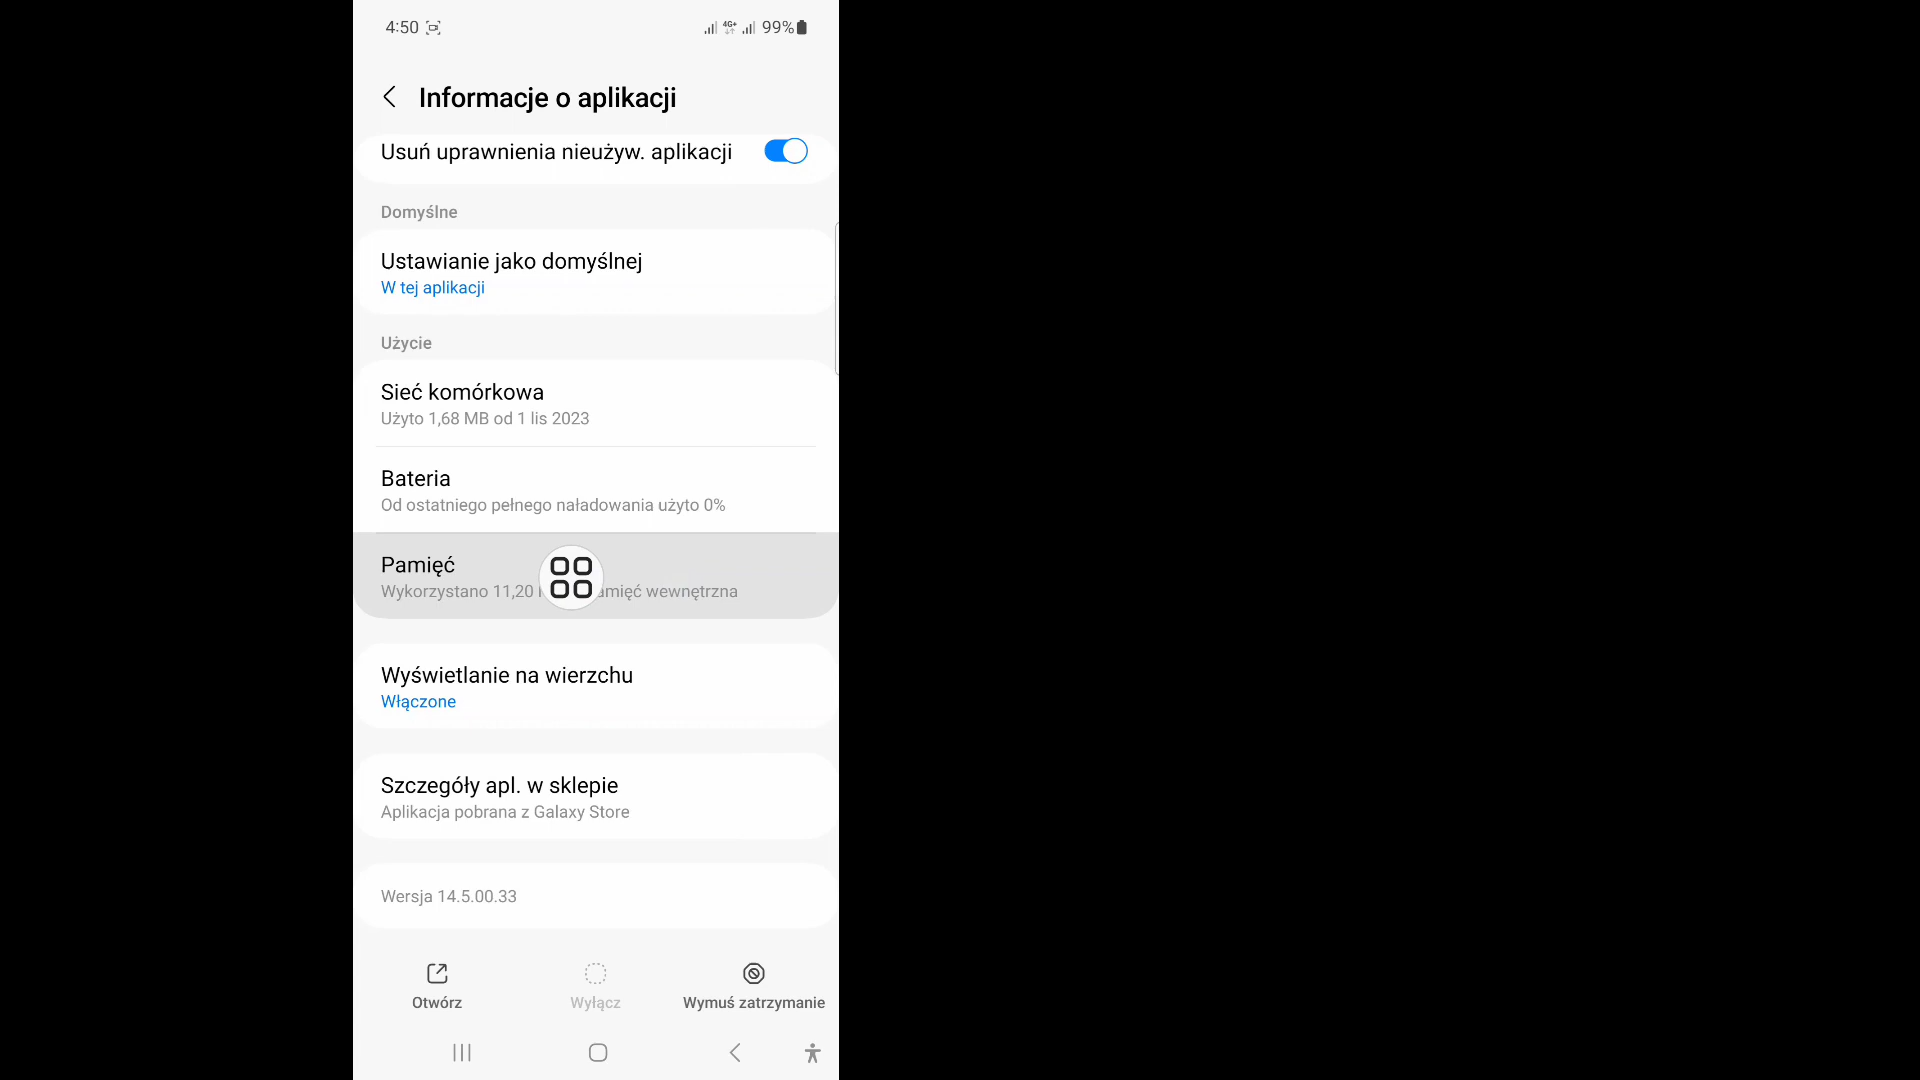 4:50
4G+
99%
Informacje o aplikacji
Usuń uprawnienia nieużyw. aplikacji
Domyślne
Ustawianie jako domyślnej
W tej aplikacji
Użycie
Sieć komórkowa
Użyto 1,68 MB od 1 lis 2023
Bateria
Od ostatniego pełnego naładowania użyto 0%
Pamięć
Wykorzystano 11,20 wewnętrzna
Wyświetlanie na wierzchu
Włączone
Szczegóły apl. w sklepie
Aplikacja pobrana z Galaxy Store
Wersja 14.5.00.33
Otwórz
Wyłącz
Wymuś zatrzymanie